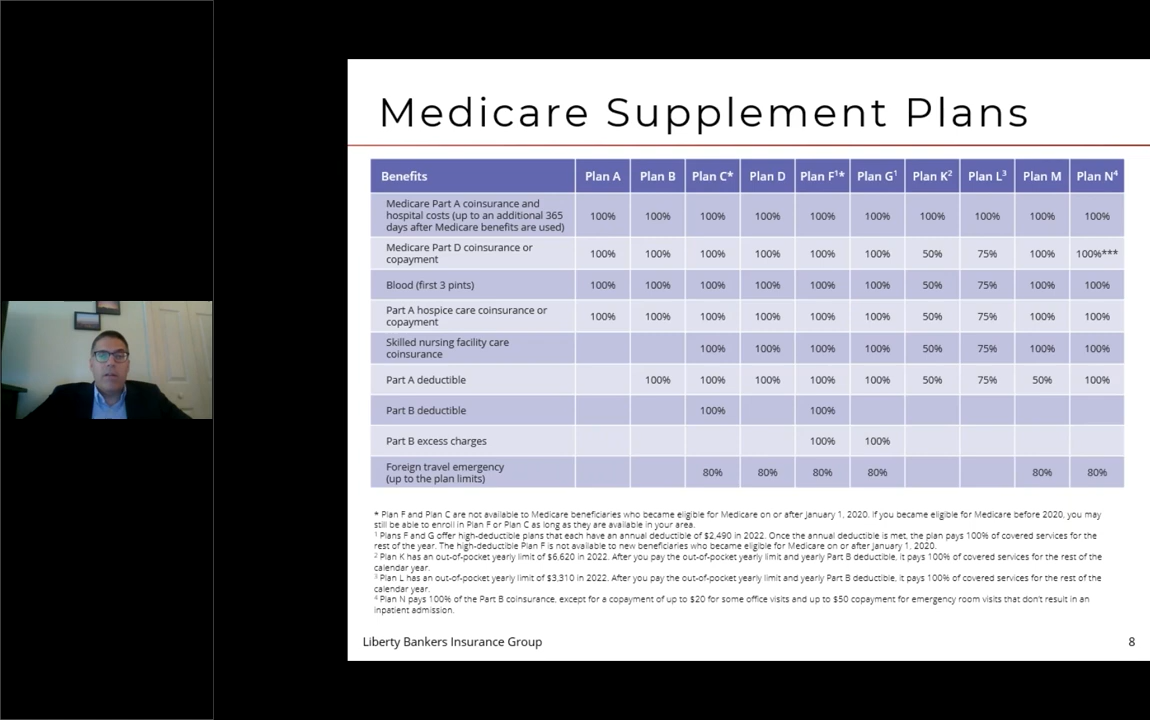 Medicare Supplement Plans
Benefits Plan A Plan B Plan C* Plan D Plan F¹* Plan G¹ Plan K² Plan L³ Plan M Plan N⁴
Medicare Part A coinsurance and
hospital costs (up to an additional 365
days after Medicare benefits are used)
100% 100% 100% 100% 100% 100% 100% 100% 100% 100%
Medicare Part D coinsurance or
copayment
100% 100% 100% 100% 100% 100% 50% 75% 100% 100%***
Blood (first 3 pints) 100% 100% 100% 100% 100% 100% 50% 75% 100% 100%
Part A hospice care coinsurance or
copayment
100% 100% 100% 100% 100% 100% 50% 75% 100% 100%
Skilled nursing facility care
coinsurance
100% 100% 100% 100% 50% 75% 100% 100%
Part A deductible 100% 100% 100% 100% 100% 50% 75% 50% 100%
Part B deductible 100% 100%
Part B excess charges 100% 100%
Foreign travel emergency
(up to the plan limits)
80% 80% 80% 80% 80% 80%
* Plan F and Plan C are not available to Medicare beneficiaries who became eligible for Medicare on or after January 1, 2020. If you became eligible for Medicare before 2020, you may
still be able to enroll in Plan F or Plan C as long as they are available in your area.
¹ Plans F and G offer high-deductible plans that each have an annual deductible of $2,490 in 2022. Once the annual deductible is met, the plan pays 100% of covered services for the
rest of the year. The high-deductible Plan F is not available to new beneficiaries who became eligible for Medicare on or after January 1, 2020.
² Plan K has an out-of-pocket yearly limit of $6,620 in 2022. After you pay the out-of-pocket yearly limit and yearly Part B deductible, it pays 100% of covered services for the rest of the
calendar year.
³ Plan L has an out-of-pocket yearly limit of $3,310 in 2022. After you pay the out-of-pocket yearly limit and yearly Part B deductible, it pays 100% of covered services for the rest of the
calendar year.
⁴ Plan N pays 100% of the Part B coinsurance, except for a copayment of up to $20 for some office visits and up to $50 copayment for emergency room visits that don't result in an
inpatient admission.
Liberty Bankers Insurance Group 8